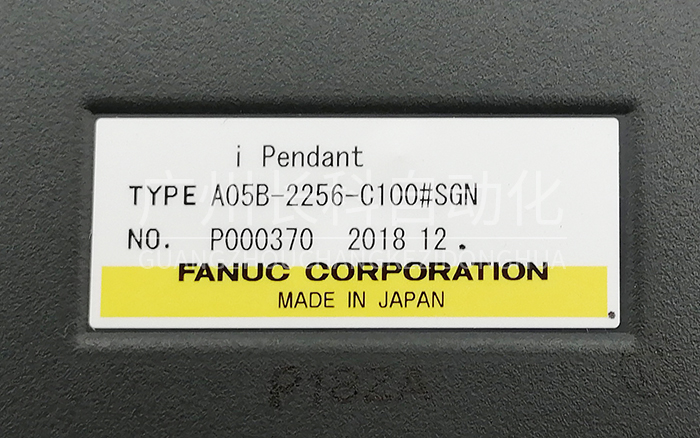 i Pendant
TYPE A05B-2256-C100#SGN
广州长科自动化
NO. P000370 2018 12.
FANUC CORPORATION
MADE IN JAPAN
P182A